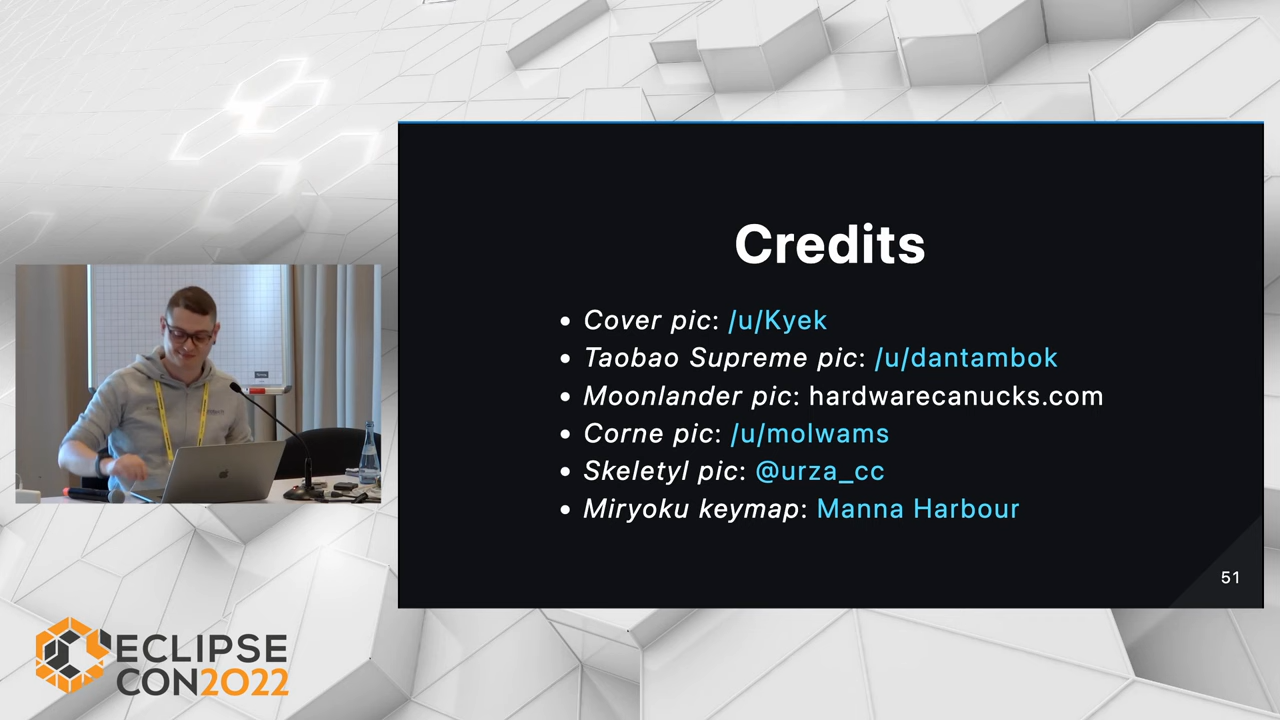 Credits
• Cover pic: /u/Kyek
• Taobao Supreme pic: /u/dantambok
• Moonlander pic: hardwarecanucks.com
• Corne pic: /u/molwams
• Skeletyl pic: @urza_cc
• Miryoku keymap: Manna Harbour
51
ECLIPSE
CON2022